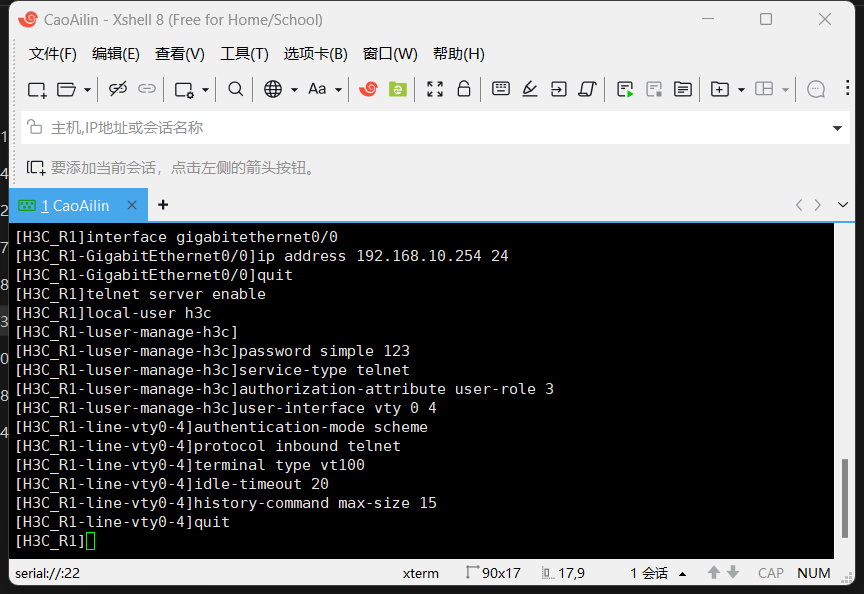 CaoAilin - Xshell 8 (Free for Home/School)
文件(F) 编辑(E) 查看(V) 工具(T) 选项卡(B) 窗口(W) 帮助(H)
Aa
主机,IP地址或会话名称
要添加当前会话，点击左侧的箭头按钮。
1 CaoAilin
[H3C_R1]interface gigabitethernet0/0
[H3C_R1-GigabitEthernet0/0]ip address 192.168.10.254 24
[H3C_R1-GigabitEthernet0/0]quit
[H3C_R1]telnet server enable
[H3C_R1]local-user h3c
[H3C_R1-luser-manage-h3c]
[H3C_R1-luser-manage-h3c]password simple 123
[H3C_R1-luser-manage-h3c]service-type telnet
[H3C_R1-luser-manage-h3c]authorization-attribute user-role 3
[H3C_R1-luser-manage-h3c]user-interface vty 0 4
[H3C_R1-line-vty0-4]authentication-mode scheme
[H3C_R1-line-vty0-4]protocol inbound telnet
[H3C_R1-line-vty0-4]terminal type vt100
[H3C_R1-line-vty0-4]idle-timeout 20
[H3C_R1-line-vty0-4]history-command max-size 15
[H3C_R1-line-vty0-4]quit
[H3C_R1]
serial://:22 xterm 90x17 17,9 1 会话 CAP NUM